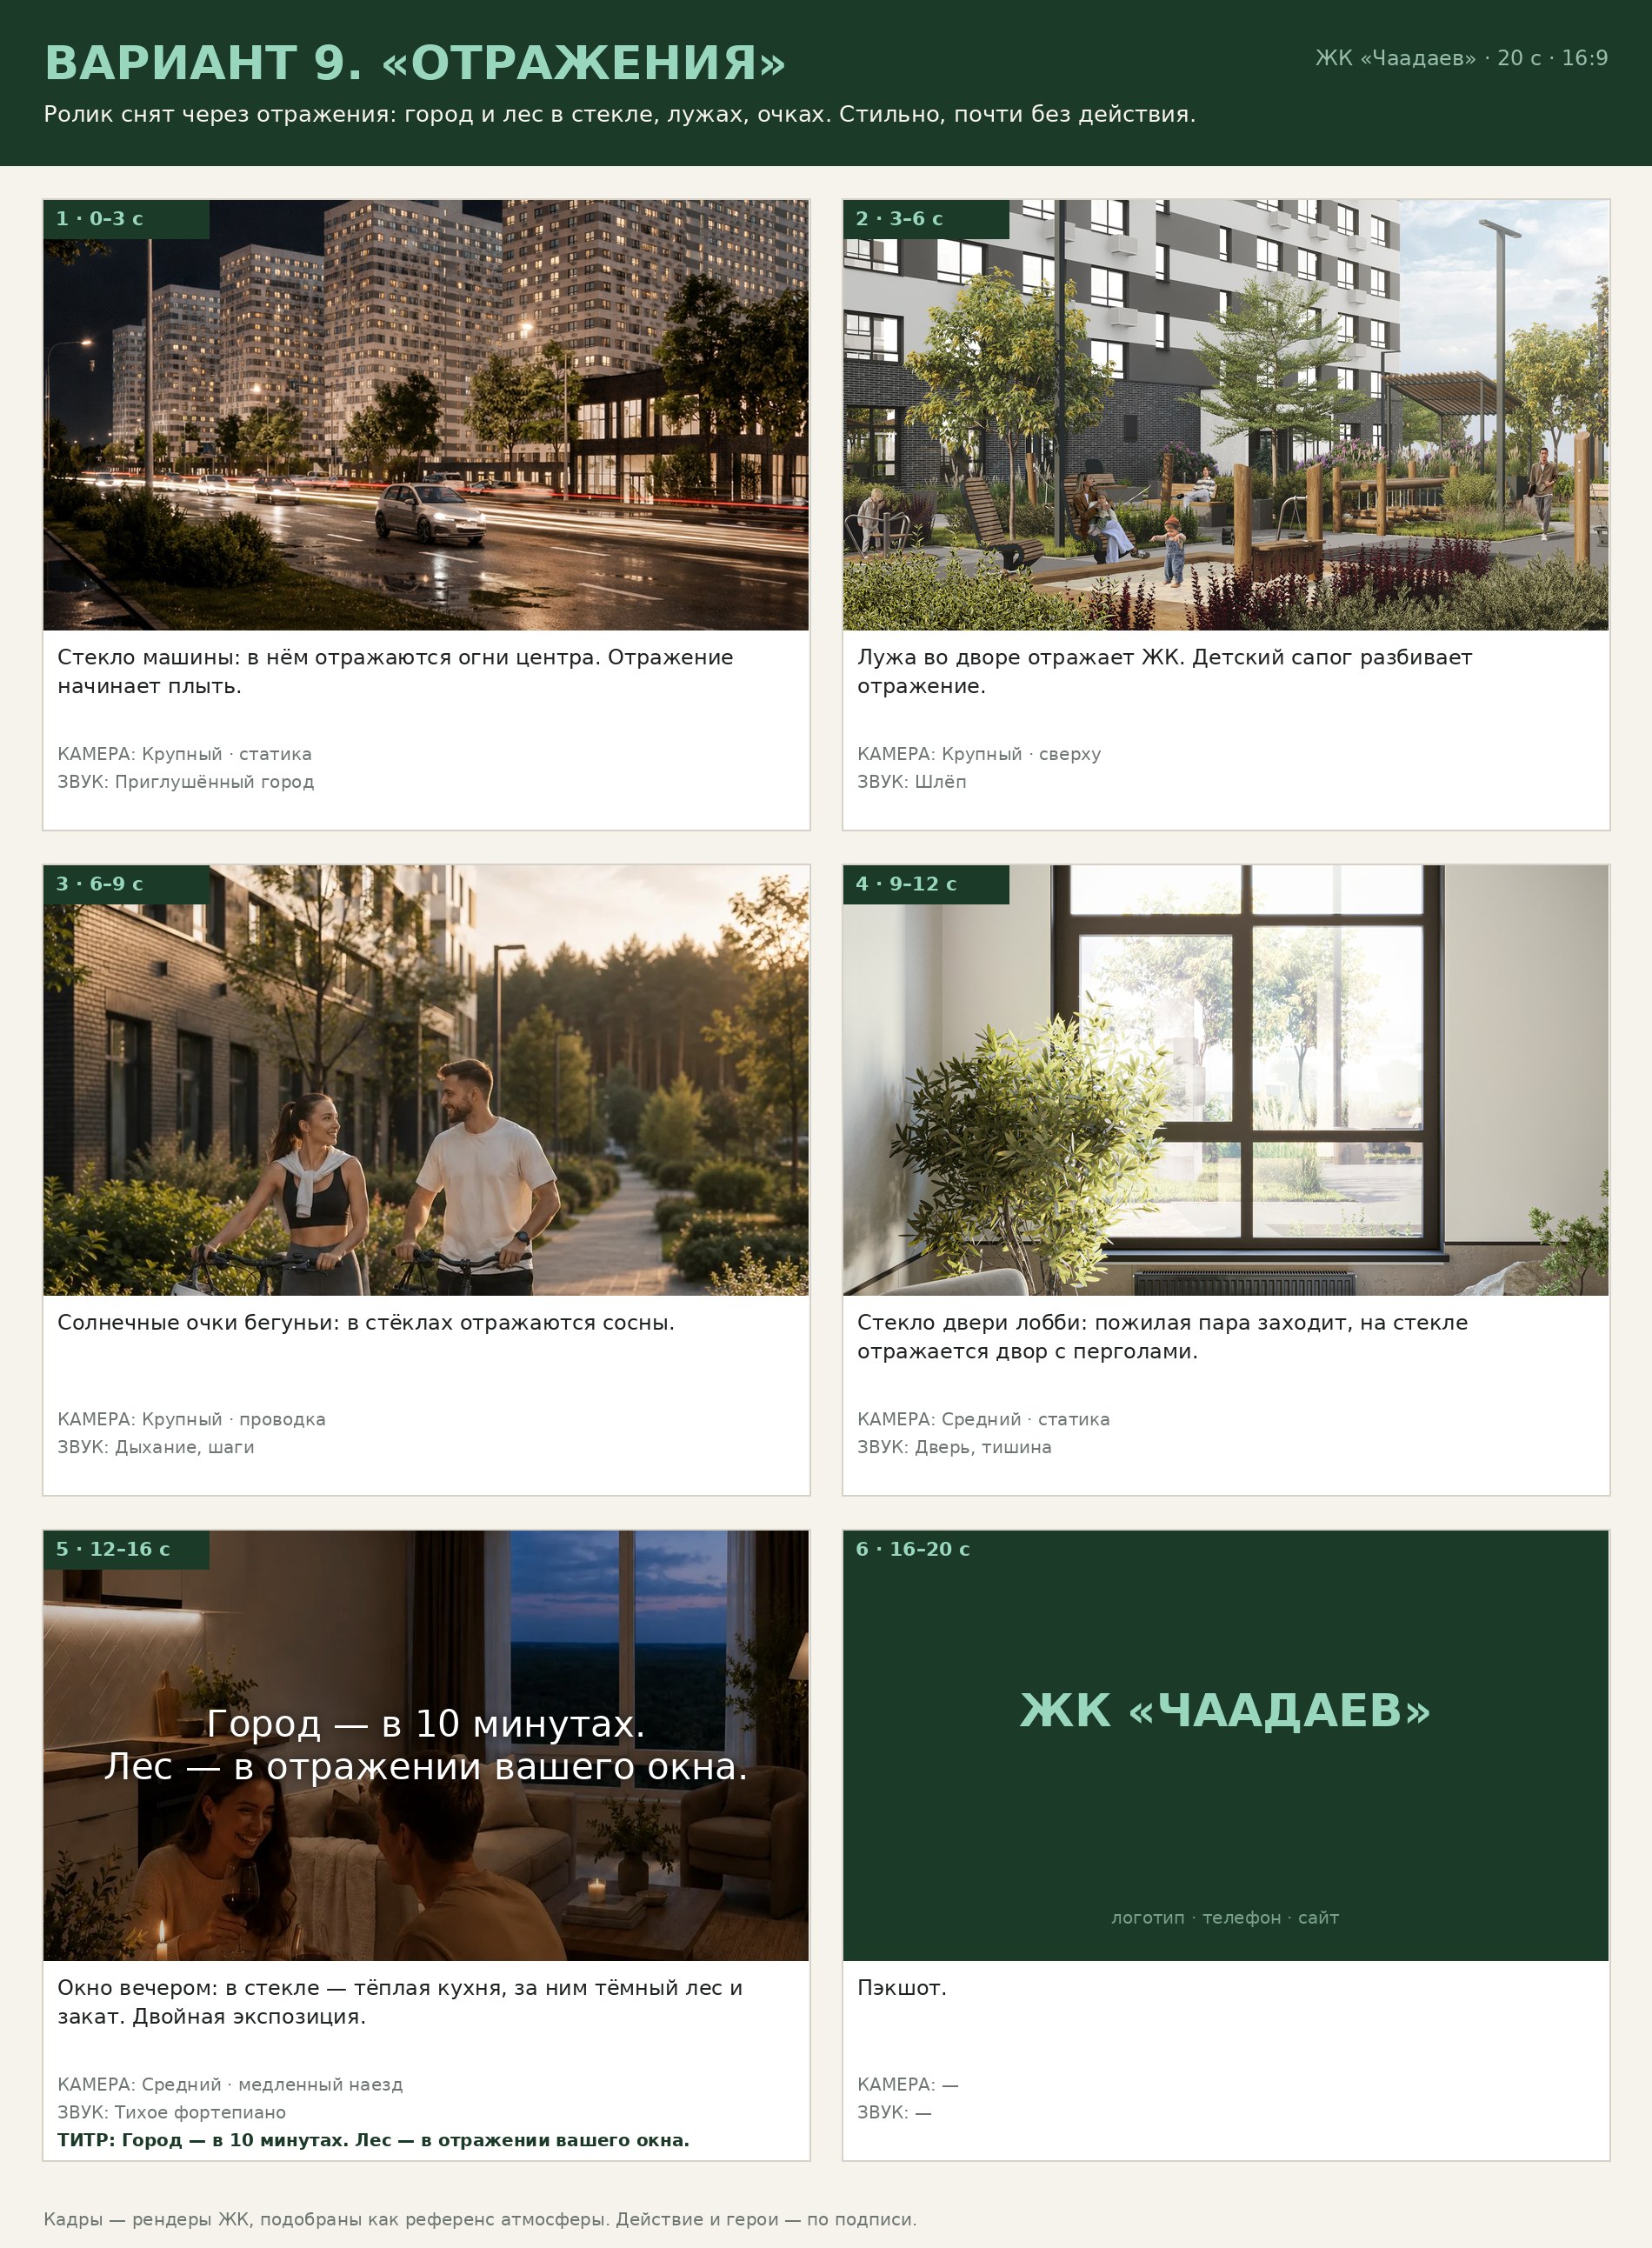 ВАРИАНТ 9. «ОТРАЖЕНИЯ»
ЖК «Чаадаев» · 20 с · 16:9
Ролик снят через отражения: город и лес в стекле, лужах, очках. Стильно, почти без действия.
1 · 0–3 с
Стекло машины: в нём отражаются огни центра. Отражение
начинает плыть.
КАМЕРА: Крупный · статика
ЗВУК: Приглушённый город
2 · 3–6 с
Лужа во дворе отражает ЖК. Детский сапог разбивает
отражение.
КАМЕРА: Крупный · сверху
ЗВУК: Шлёп
3 · 6–9 с
Солнечные очки бегуньи: в стёклах отражаются сосны.
КАМЕРА: Крупный · проводка
ЗВУК: Дыхание, шаги
4 · 9–12 с
Стекло двери лобби: пожилая пара заходит, на стекле
отражается двор с перголами.
КАМЕРА: Средний · статика
ЗВУК: Дверь, тишина
5 · 12–16 с
Город — в 10 минутах.
Лес — в отражении вашего окна.
Окно вечером: в стекле — тёплая кухня, за ним тёмный лес и
закат. Двойная экспозиция.
КАМЕРА: Средний · медленный наезд
ЗВУК: Тихое фортепиано
ТИТР: Город — в 10 минутах. Лес — в отражении вашего окна.
6 · 16–20 с
ЖК «ЧААДАЕВ»
логотип · телефон · сайт
Пэкшот.
КАМЕРА: —
ЗВУК: —
Кадры — рендеры ЖК, подобраны как референс атмосферы. Действие и герои — по подписи.